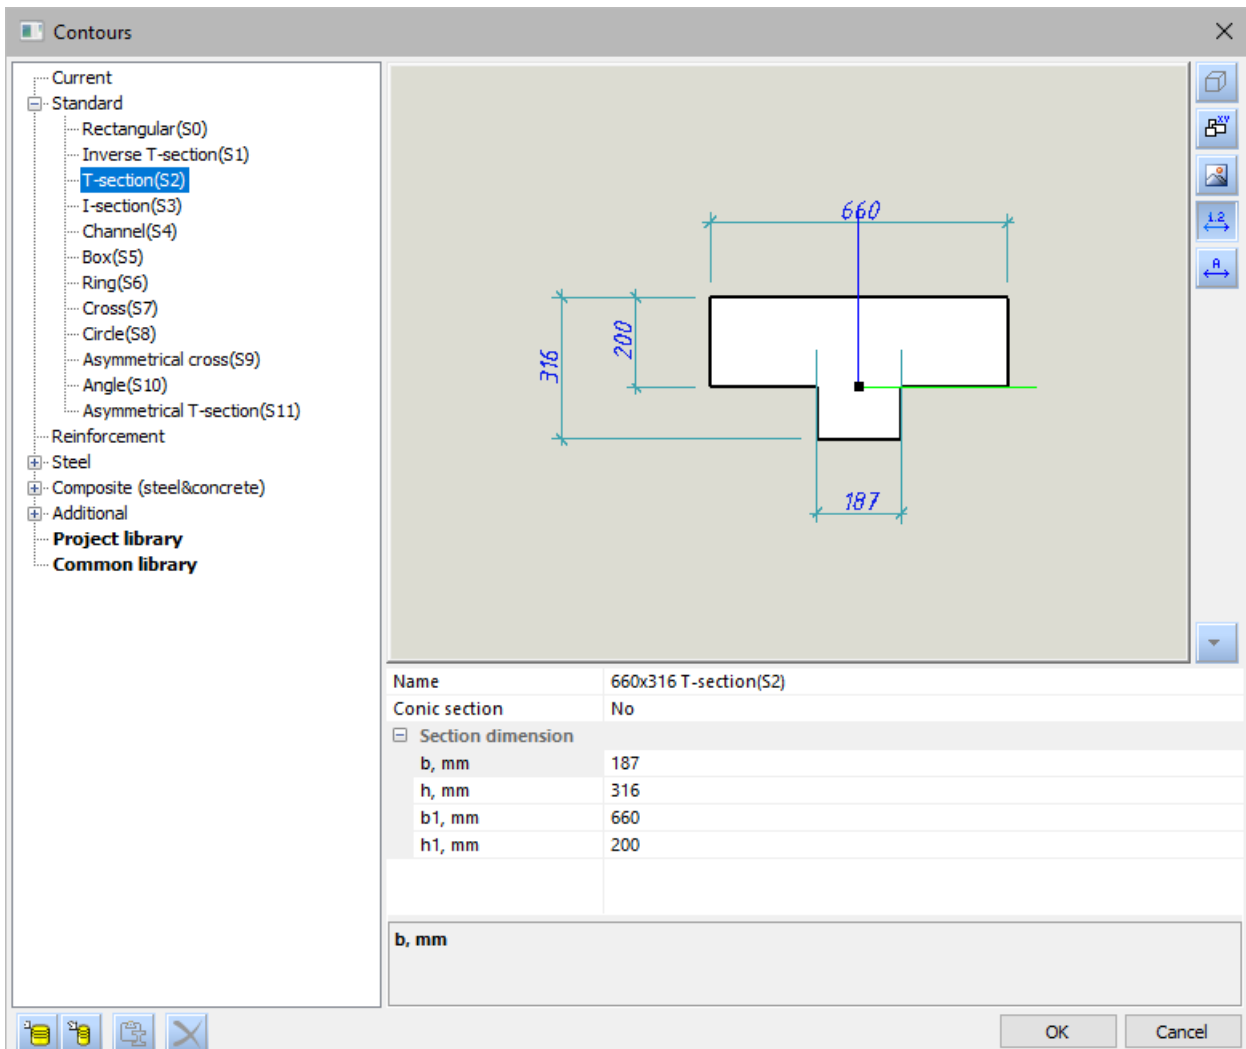 Contours
Current
Standard
Rectangular(S0)
Inverse T-section(S1)
T-section(S2)
I-section(S3)
Channel(S4)
Box(S5)
Ring(S6)
Cross(S7)
Circle(S8)
Asymmetrical cross(S9)
Angle(S10)
Asymmetrical T-section(S11)
Reinforcement
Steel
Composite (steel&concrete)
Additional
Project library
Common library
660
200
316
187
XY
1.2
A
Name 660x316 T-section(S2)
Conic section No
Section dimension
b, mm 187
h, mm 316
b1, mm 660
h1, mm 200
b, mm
OK Cancel